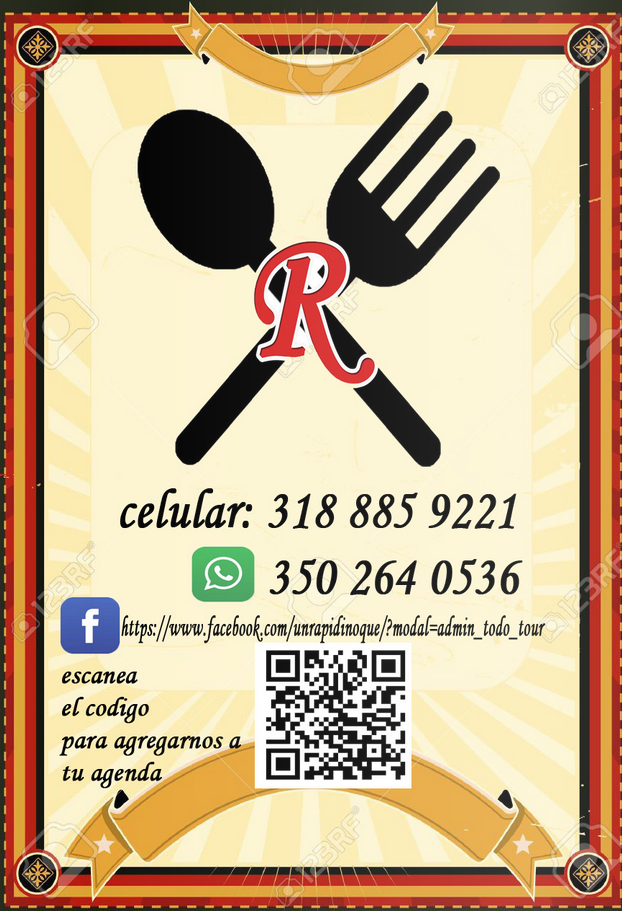 R
celular: 318 885 9221
350 264 0536
f
https://www.facebook.com/unrapidinoque/?modal=admin_todo_tour
escanea
el codigo
para agregarnos a
tu agenda
123RF